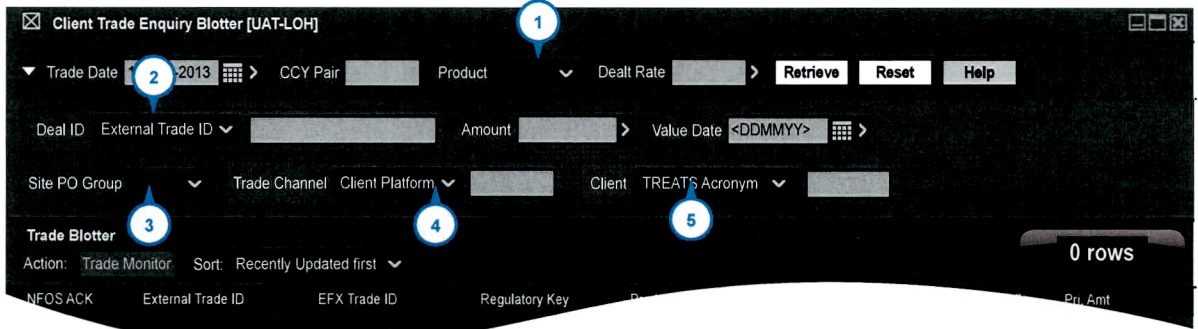 Client Trade Enquiry Blotter [UAT-LOH]
1
Trade Date -2013 CCY Pair Product Dealt Rate Retrieve Reset Help
2
Deal ID External Trade ID Amount Value Date <DDMMYY>
Site PO Group Trade Channel Client Platform Client TREATS Acronym
3 4 5
Trade Blotter
0 rows
Action: Trade Monitor Sort: Recently Updated first
NFOS ACK External Trade ID EFX Trade ID Regulatory Key Pri. Amt